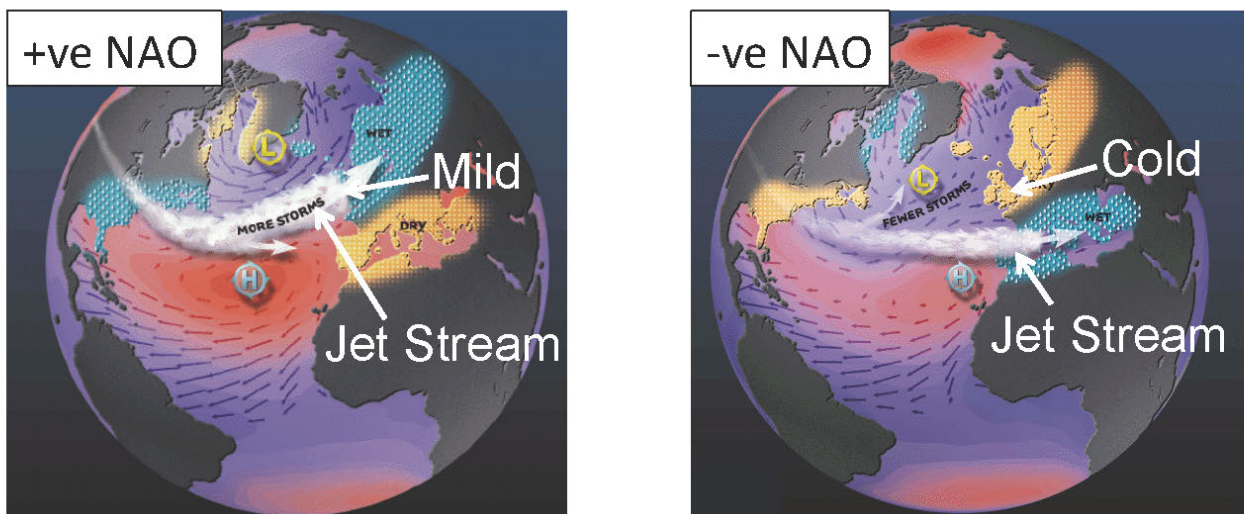 +ve NAO
L
WET
Mild
MORE STORMS
DRY
H
Jet Stream
-ve NAO
L
Cold
FEWER STORMS
WET
H
Jet Stream